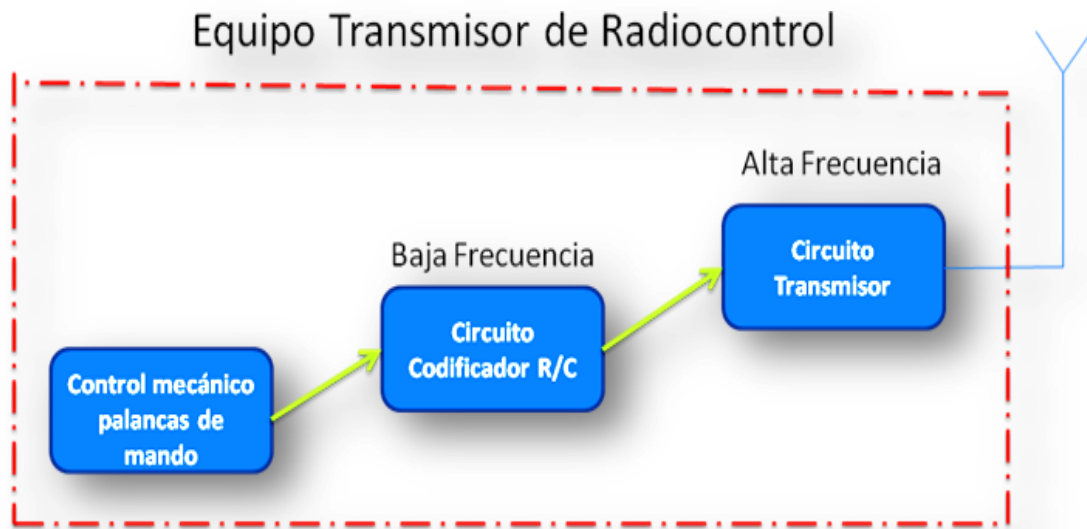 Equipo Transmisor de Radiocontrol
Alta Frecuencia
Circuito
Transmisor
Baja Frecuencia
Circuito
Codificador R/C
Control mecánico
palancas de
mando